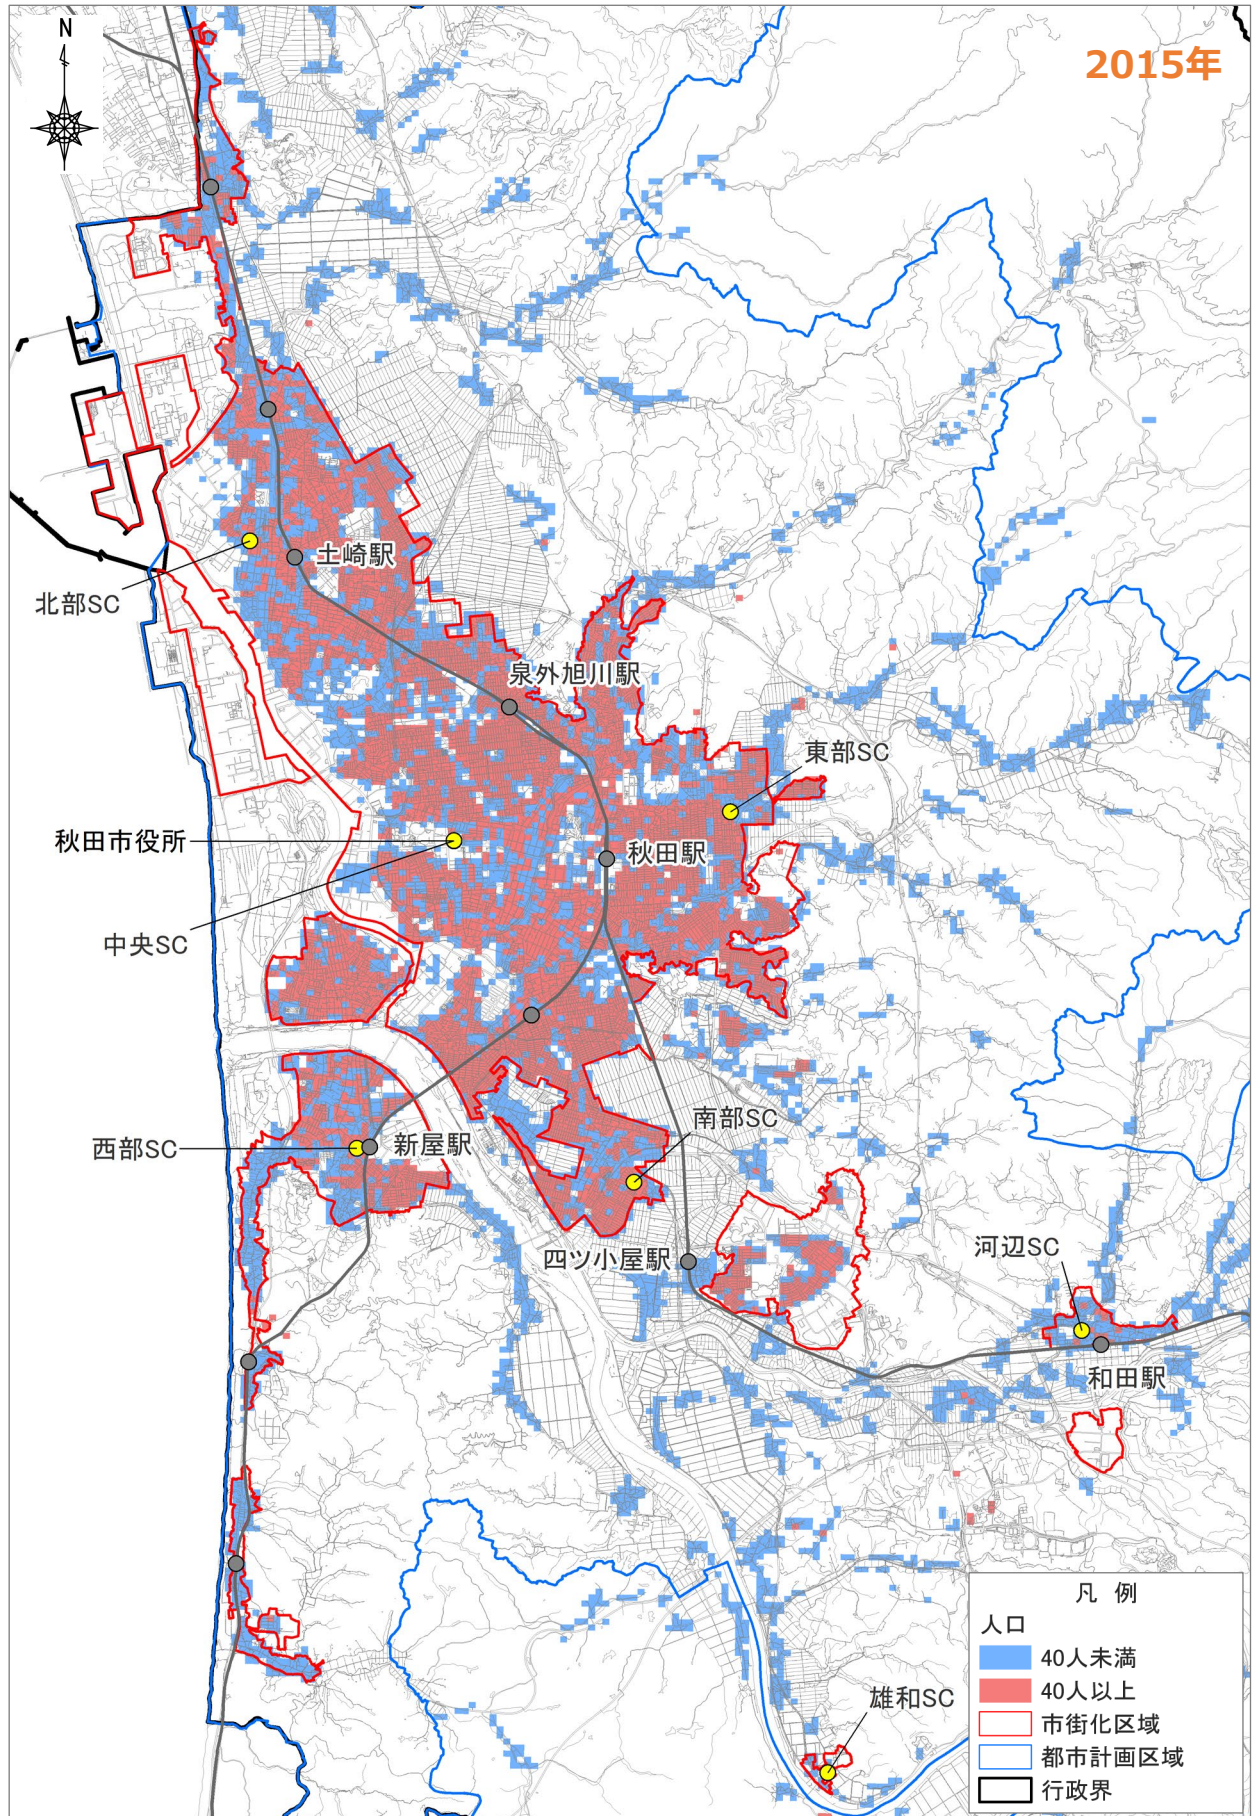 N
2015年
土崎駅
北部SC
泉外旭川駅
東部SC
秋田市役所
秋田駅
中央SC
南部SC
西部SC
新屋駅
四ツ小屋駅
河辺SC
和田駅
雄和SC
凡 例
人口
40人未満
40人以上
市街化区域
都市計画区域
行政界